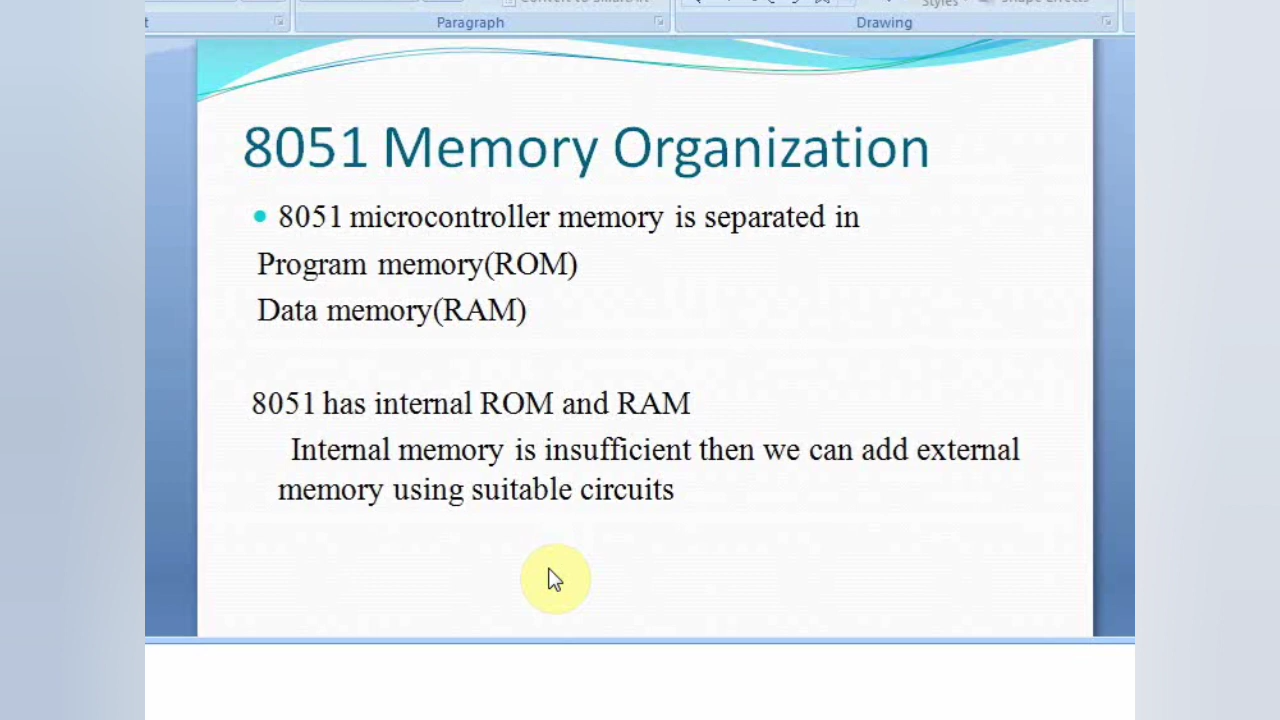 Paragraph
Drawing
8051 Memory Organization
• 8051 microcontroller memory is separated in
Program memory(ROM)
Data memory(RAM)
8051 has internal ROM and RAM
Internal memory is insufficient then we can add external
memory using suitable circuits